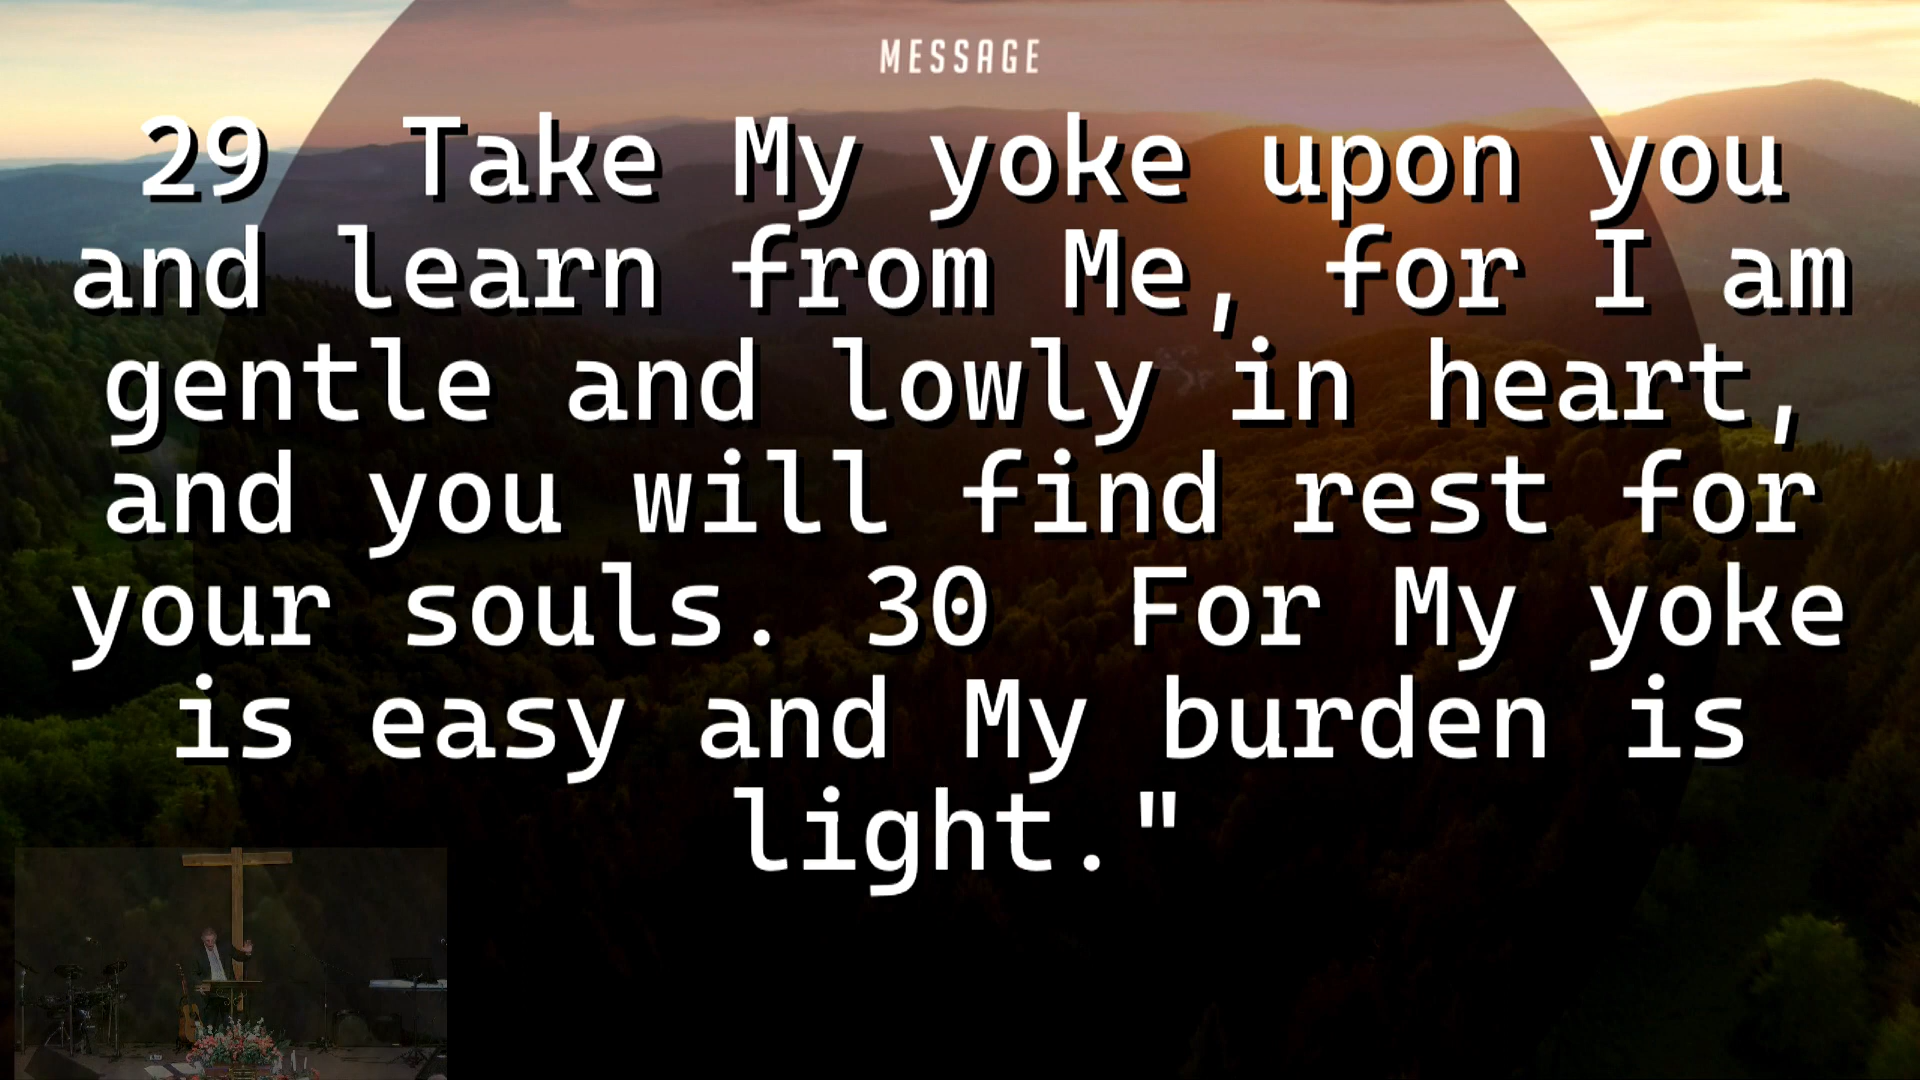 MESSAGE
29  Take My yoke upon you
and learn from Me, for I am
gentle and lowly in heart,
and you will find rest for
your souls. 30  For My yoke
is easy and My burden is
light."